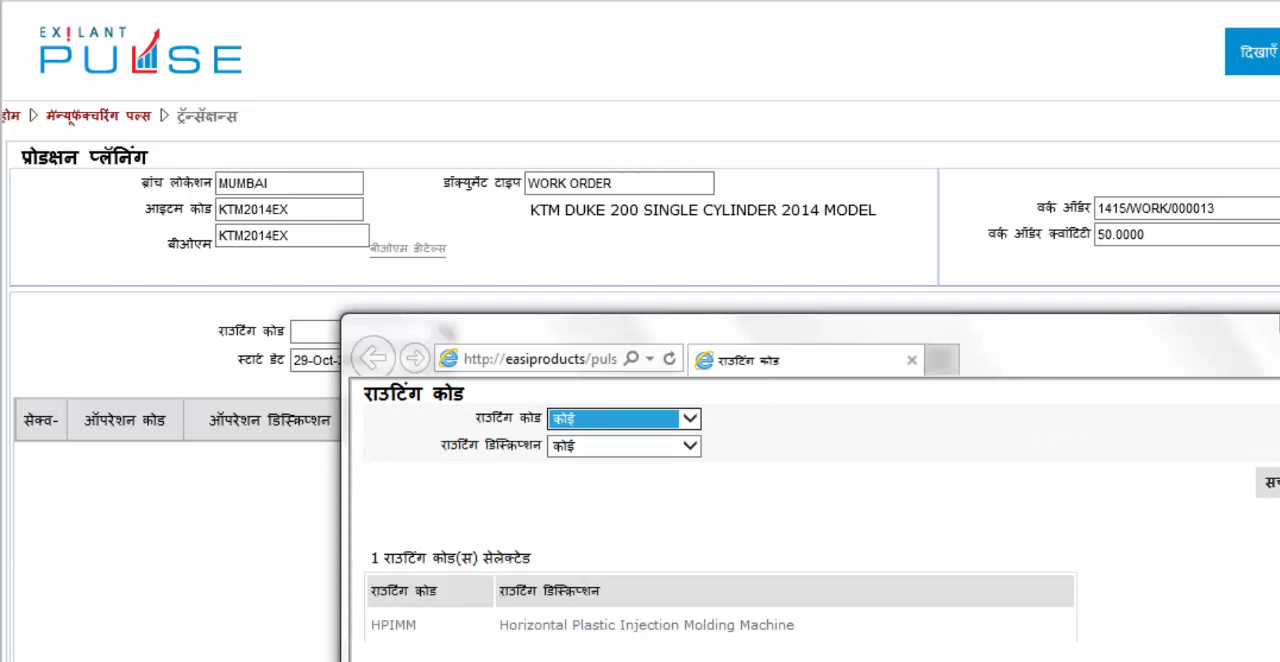 EX!LANT
PULSE
दिखाएँ
होम ▷ मॅन्यूफॅक्चरिंग पल्स ▷ ट्रॅन्सॅक्षन्स
प्रोडक्षन प्लॅनिंग
ब्रांच लोकेशन MUMBAI डॉक्युमेंट टाइप WORK ORDER
आइटम कोड KTM2014EX KTM DUKE 200 SINGLE CYLINDER 2014 MODEL वर्क ऑर्डर 1415/WORK/000013
बीओएम KTM2014EX बीओएम डीटेल्स वर्क ऑर्डर क्वांटिटी 50.0000
राउटिंग कोड
स्टार्ट डेट 29-Oct-
http://easiproducts/puls राउटिंग कोड
सेक्व- ऑपरेशन कोड ऑपरेशन डिस्क्रिप्शन
राउटिंग कोड
राउटिंग कोड कोई
राउटिंग डिस्क्रिप्शन कोई
1 राउटिंग कोड(स) सेलेक्टेड
राउटिंग कोड राउटिंग डिस्क्रिप्शन
HPIMM Horizontal Plastic Injection Molding Machine